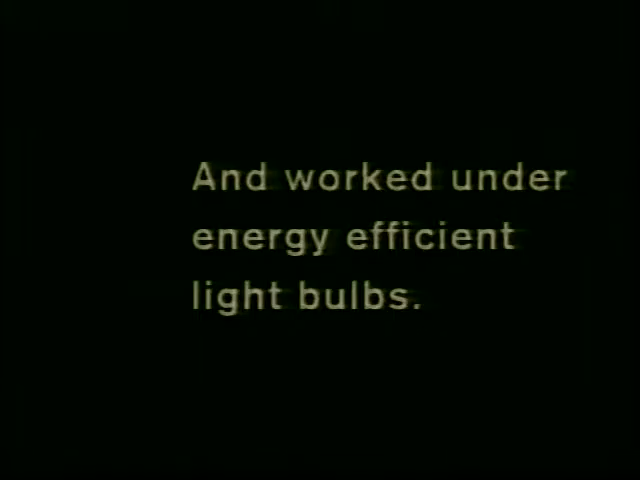 And worked under
energy efficient
light bulbs.